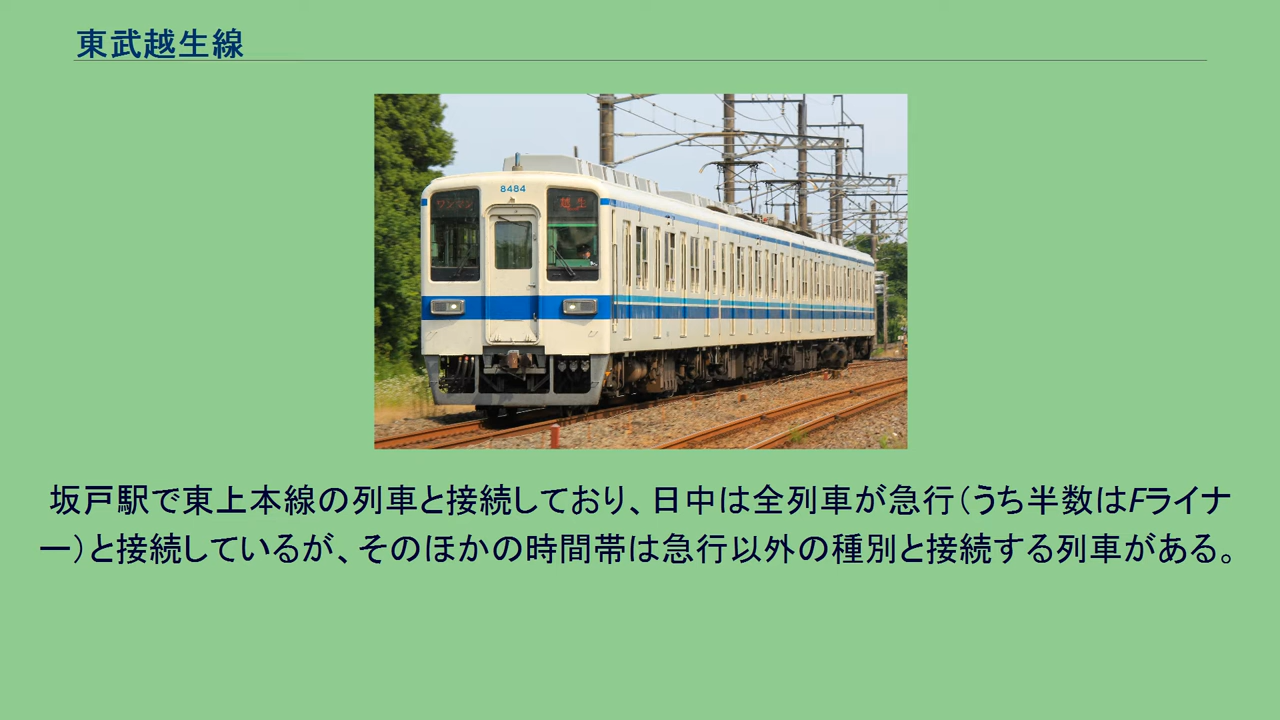 東武越生線
8484
ワンマン
越生
坂戸駅で東上本線の列車と接続しており、日中は全列車が急行（うち半数はFライナ
ー）と接続しているが、そのほかの時間帯は急行以外の種別と接続する列車がある。